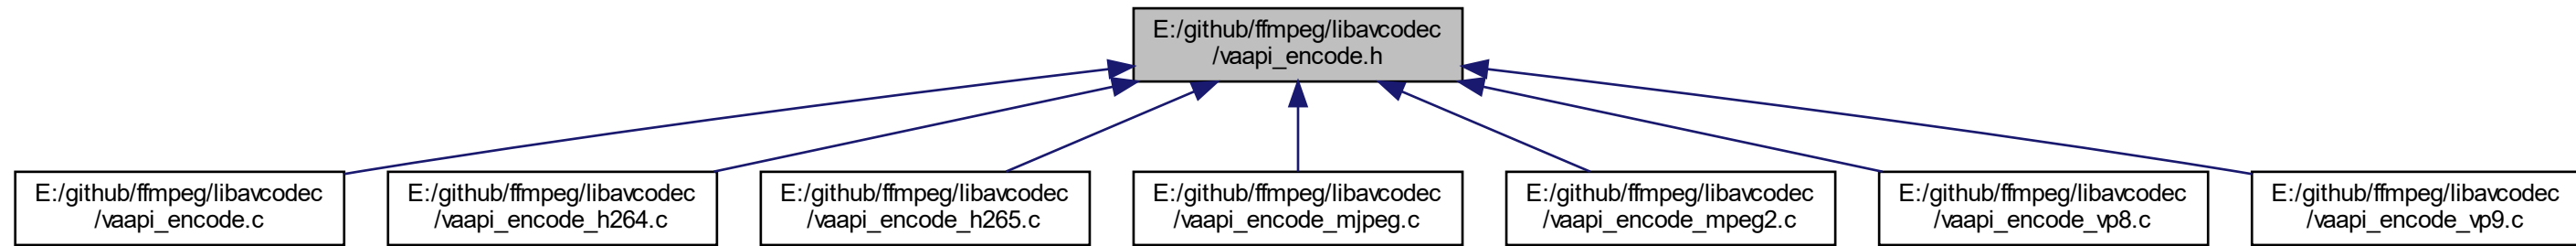 E:/github/ffmpeg/libavcodec
/vaapi_encode.h
E:/github/ffmpeg/libavcodec
/vaapi_encode.c
E:/github/ffmpeg/libavcodec
/vaapi_encode_h264.c
E:/github/ffmpeg/libavcodec
/vaapi_encode_h265.c
E:/github/ffmpeg/libavcodec
/vaapi_encode_mjpeg.c
E:/github/ffmpeg/libavcodec
/vaapi_encode_mpeg2.c
E:/github/ffmpeg/libavcodec
/vaapi_encode_vp8.c
E:/github/ffmpeg/libavcodec
/vaapi_encode_vp9.c